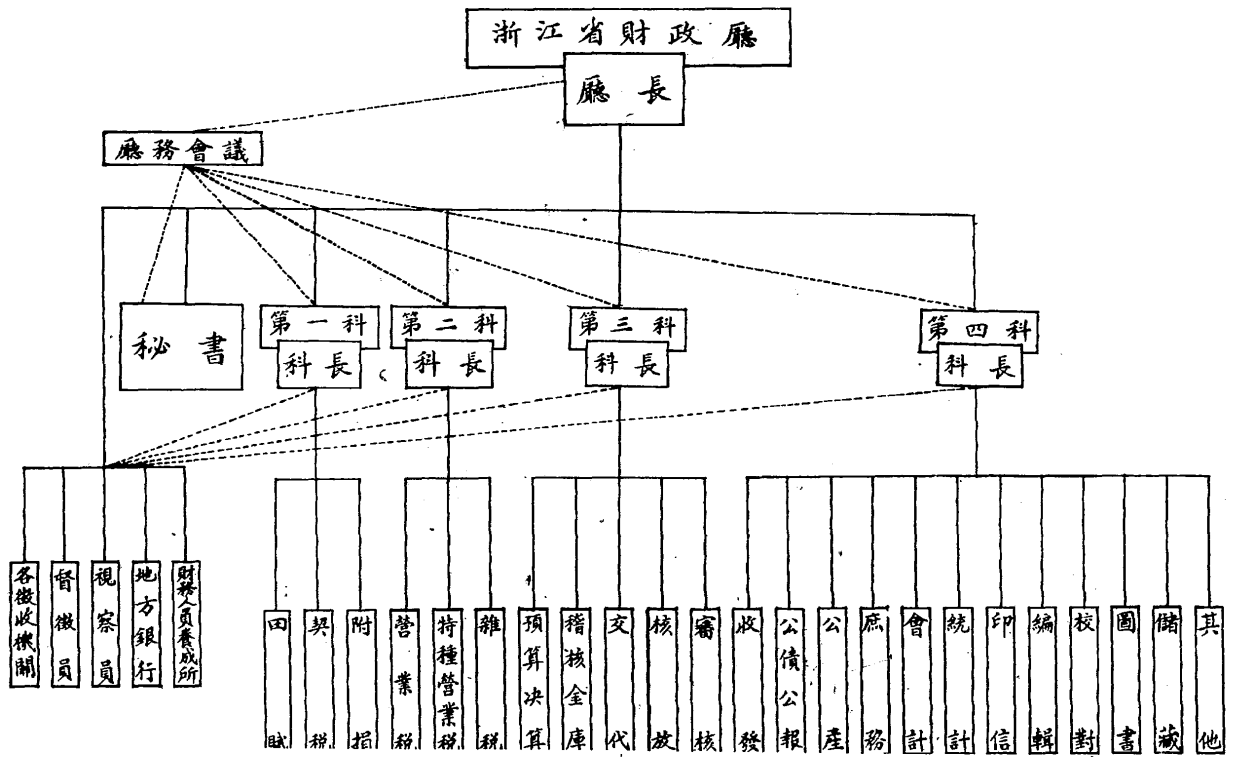 浙江省財政廳
廳長
廳務會議
秘書
第一科
科長
第二科
科長
第三科
科長
第四科
科長
各徵收機關
督徵員
視察員
地方銀行
財務人員養成所
田賦
契税
附捐
營業税
特種營業税
雜税
預算決算
稽核金庫
交代
核放
審核
收發
公債公報
公產
庶務
會計
統計
印信
編輯
校對
圖書
儲藏
其他